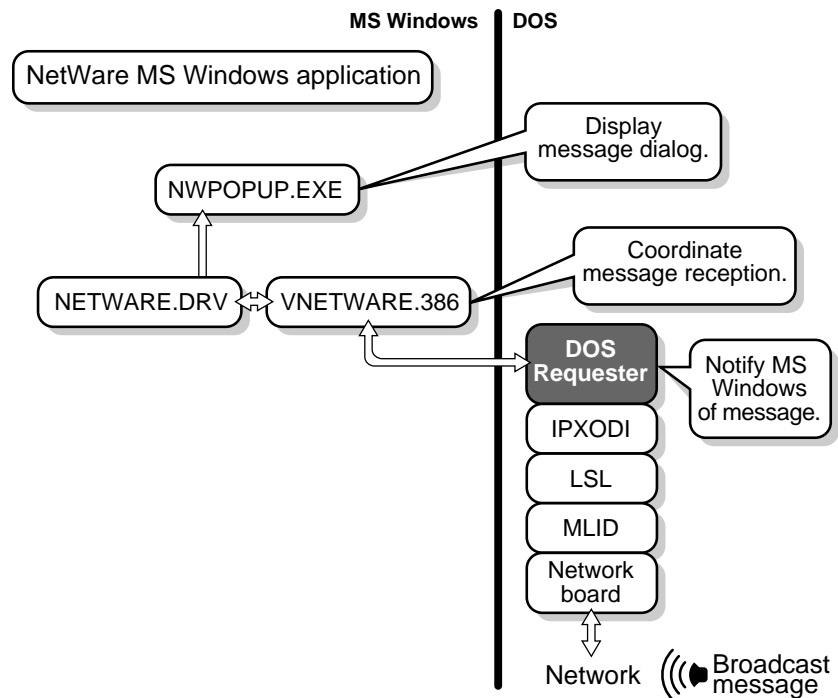 MS Windows
DOS
NetWare MS Windows application
Display
message dialog.
NWPOPUP.EXE
Coordinate
message reception.
NETWARE.DRV
VNETWARE.386
DOS
Requester
Notify MS
Windows
of message.
IPXODI
LSL
MLID
Network
board
Network
Broadcast
message